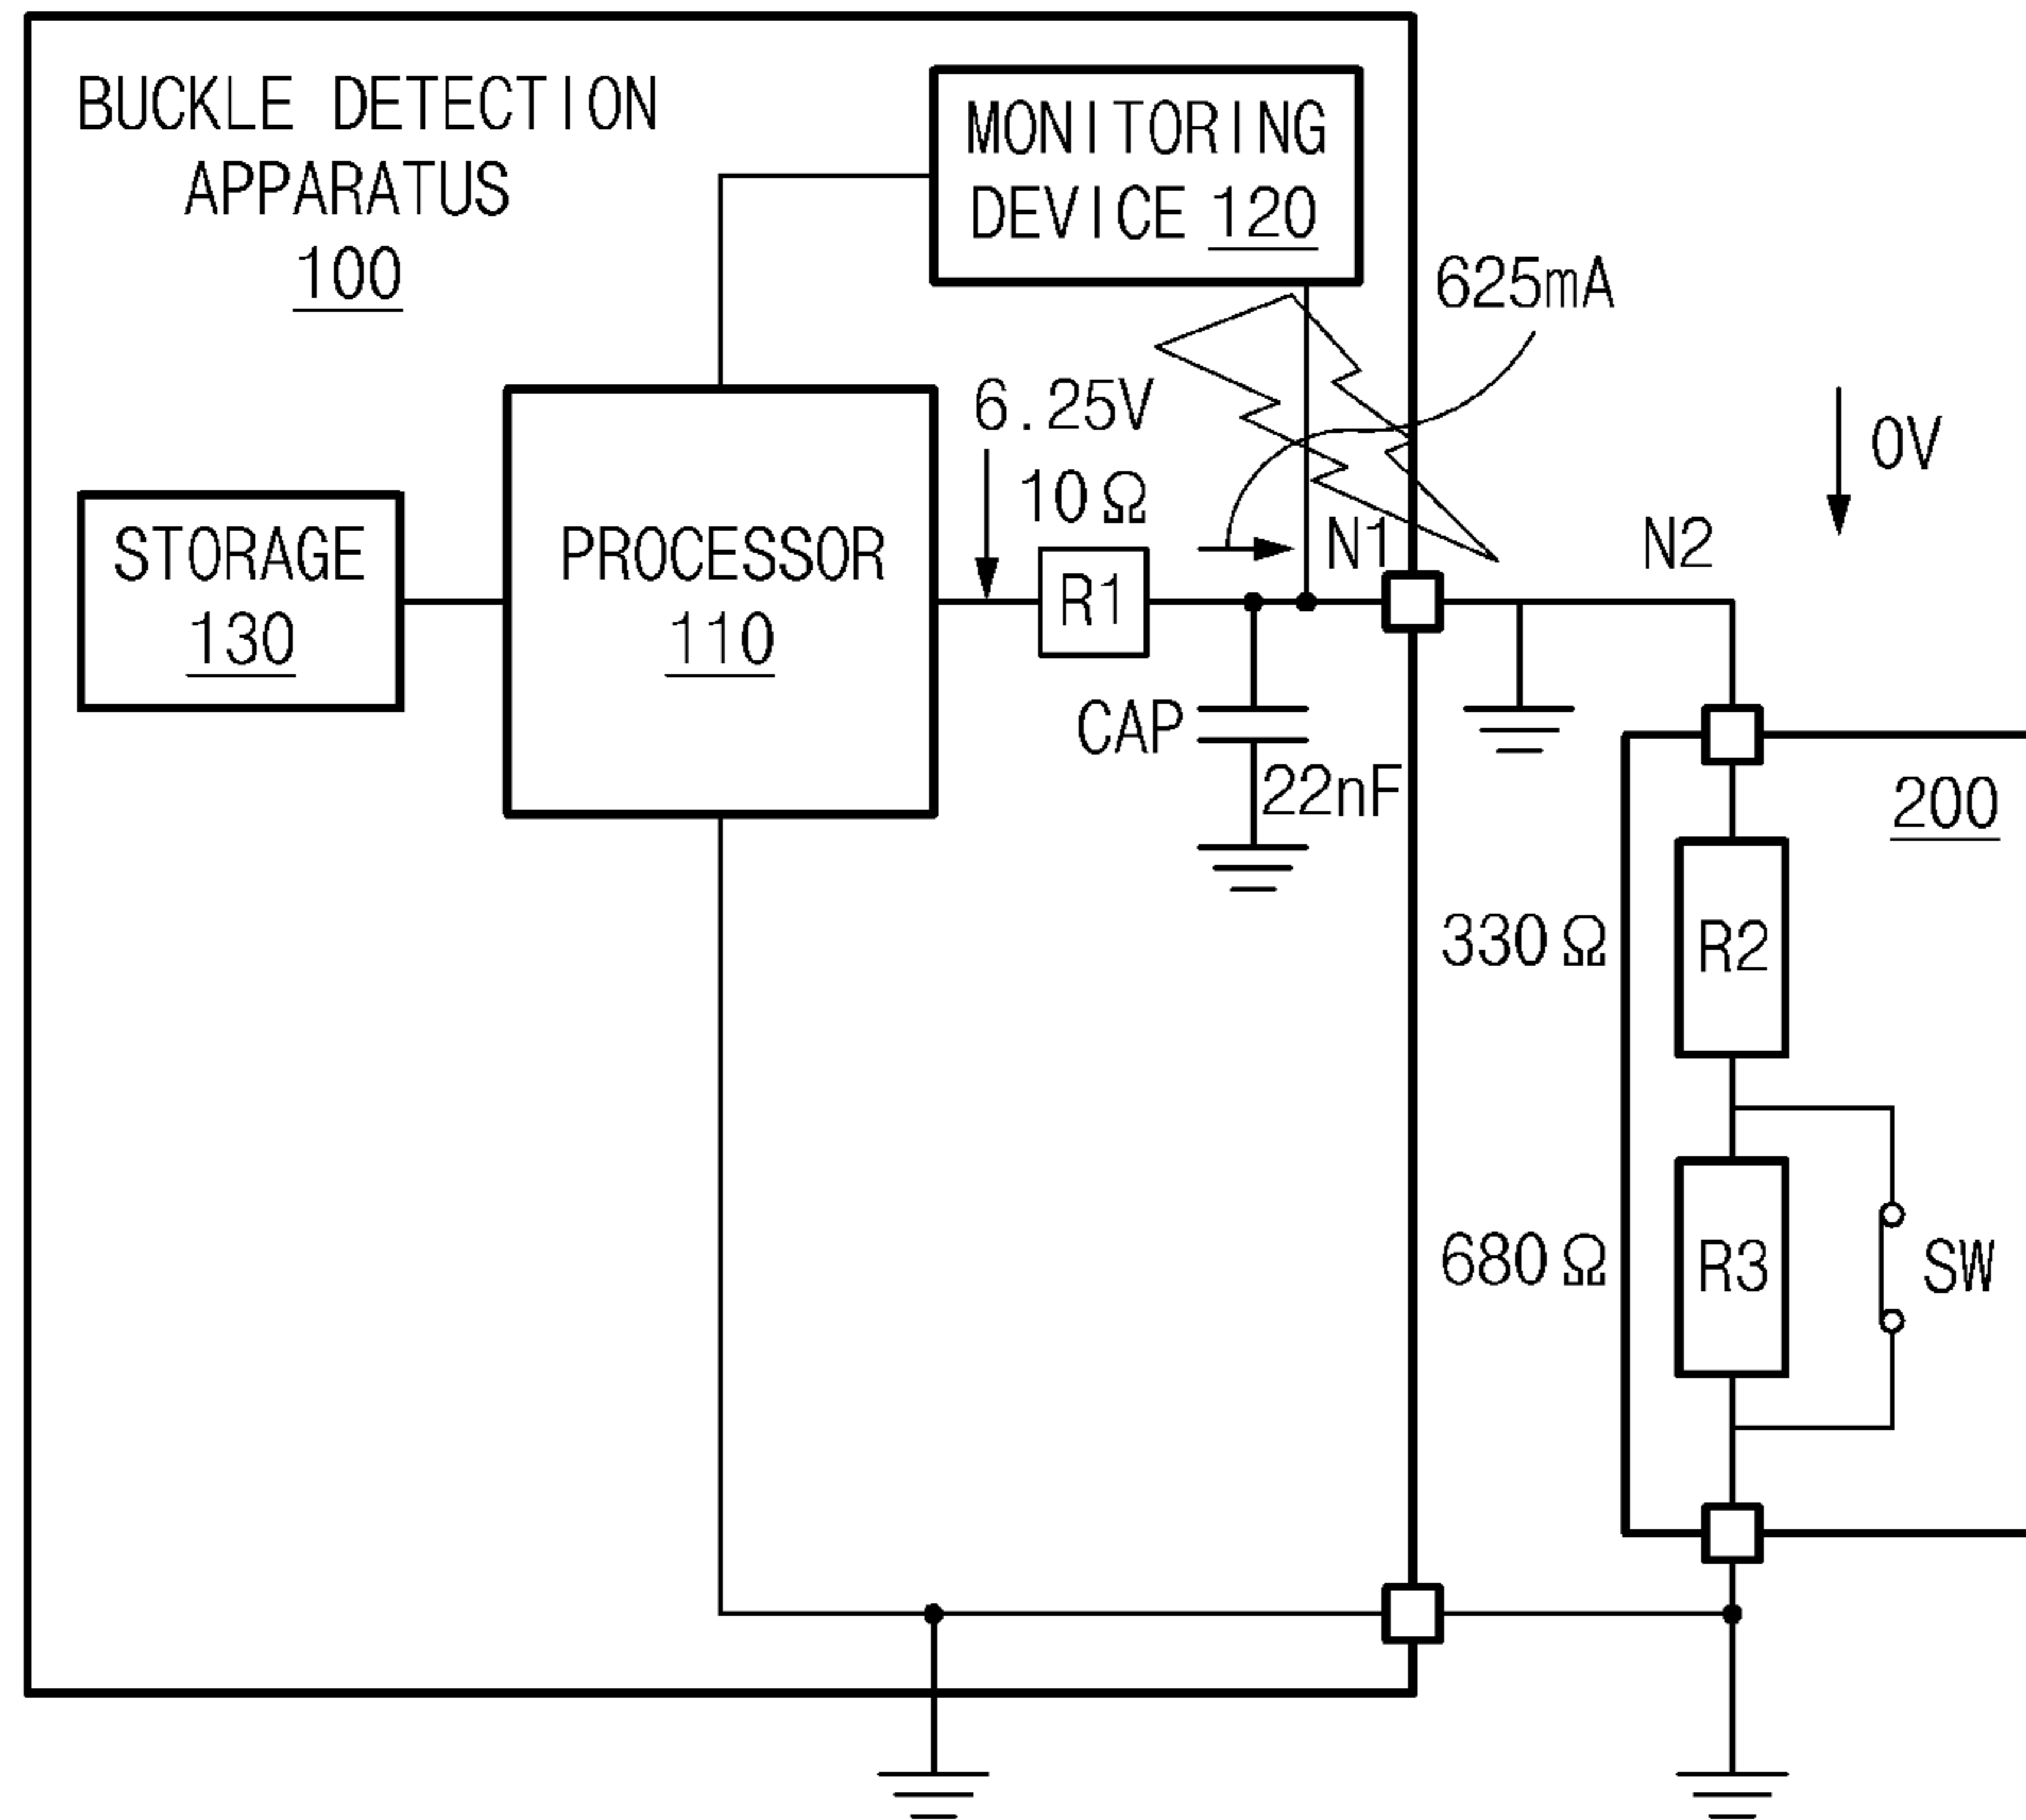 BUCKLE DETECTION
APPARATUS
100
MONITORING
DEVICE 120
625mA
6.25V
10Ω
0V
STORAGE
130
PROCESSOR
110
R1
N1
N2
CAP
22nF
200
330Ω
R2
680Ω
R3
SW